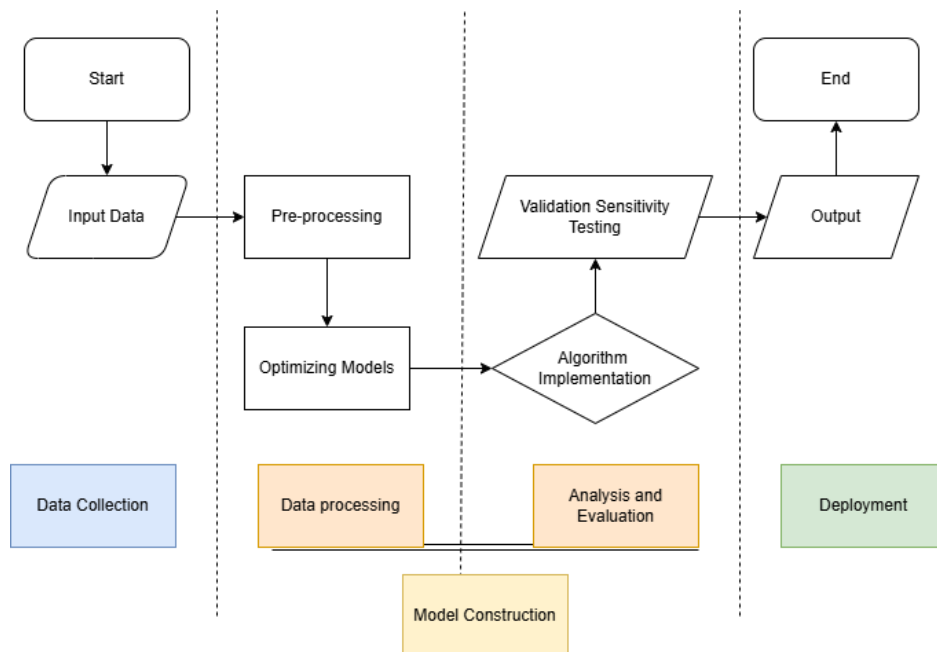 Start
End
Input Data
Pre-processing
Validation Sensitivity
Testing
Output
Optimizing Models
Algorithm
Implementation
Data Collection
Data processing
Analysis and
Evaluation
Deployment
Model Construction